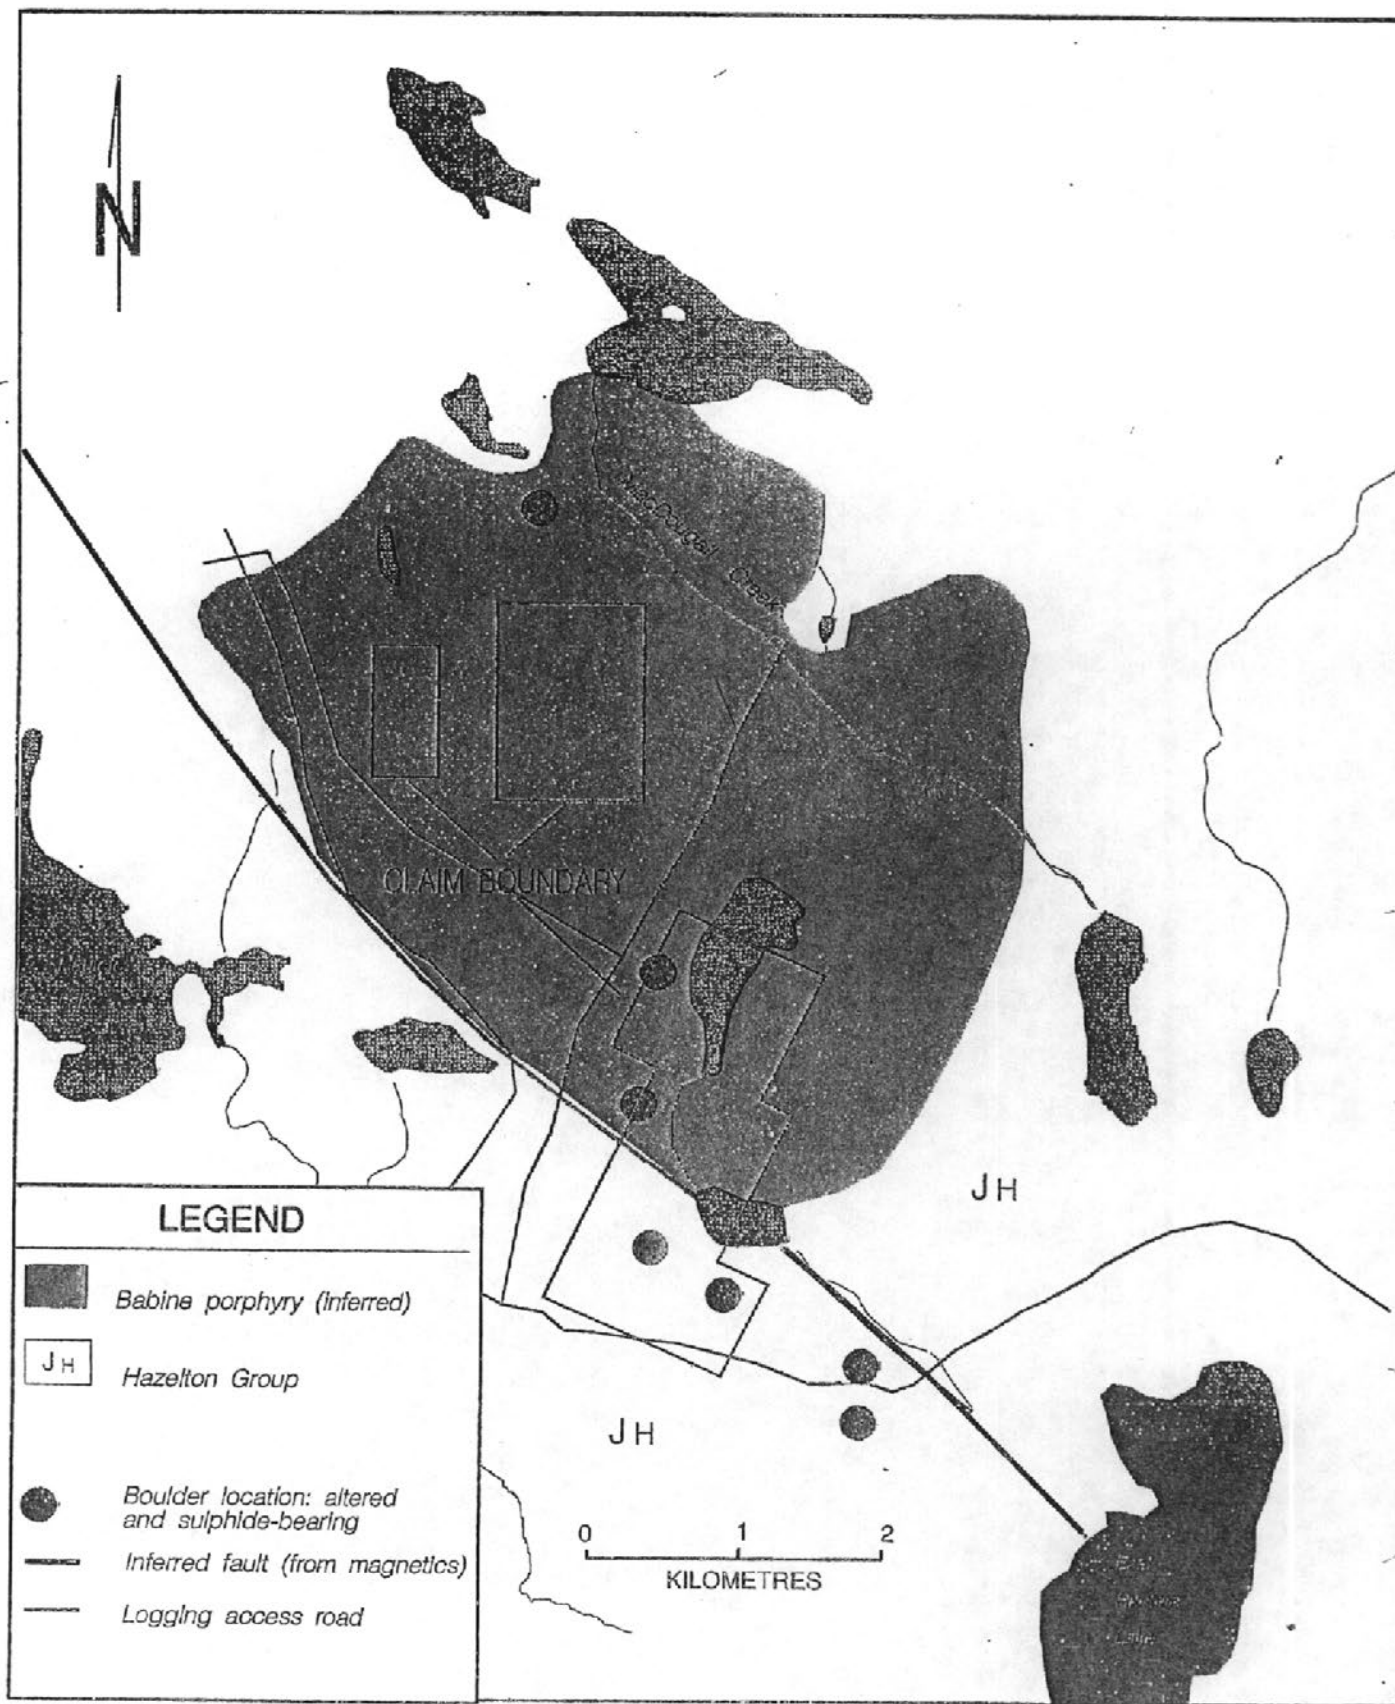 N
MacDougall
Creek
CLAIM BOUNDARY
JH
JH
LEGEND
Babine porphyry (inferred)
JH
Hazelton Group
Boulder location: altered
and sulphide-bearing
Inferred fault (from magnetics)
Logging access road
0 1 2
KILOMETRES